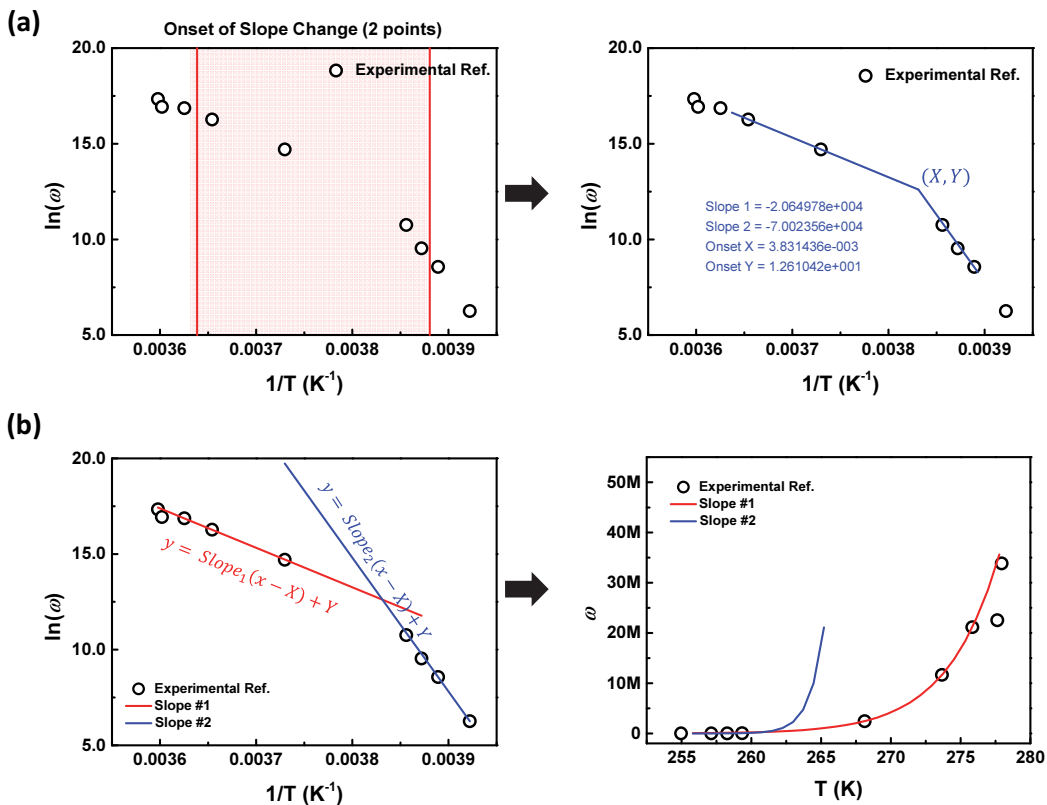 (a)
Onset of Slope Change (2 points)
20.0
15.0
10.0
5.0
ln(ω)
Experimental Ref.
0.0036
0.0037
0.0038
0.0039
1/T (K⁻¹)
20.0
15.0
10.0
5.0
ln(ω)
Experimental Ref.
(X, Y)
Slope 1 = -2.064978e+004
Slope 2 = -7.002356e+004
Onset X = 3.831436e-003
Onset Y = 1.261042e+001
0.0036
0.0037
0.0038
0.0039
1/T (K⁻¹)
(b)
20.0
15.0
10.0
5.0
ln(ω)
y = Slope₁(x − X) + Y
y = Slope₂(x − X) + Y
Experimental Ref.
Slope #1
Slope #2
0.0036
0.0037
0.0038
0.0039
1/T (K⁻¹)
50M
40M
30M
20M
10M
0
ω
Experimental Ref.
Slope #1
Slope #2
255
260
265
270
275
280
T (K)